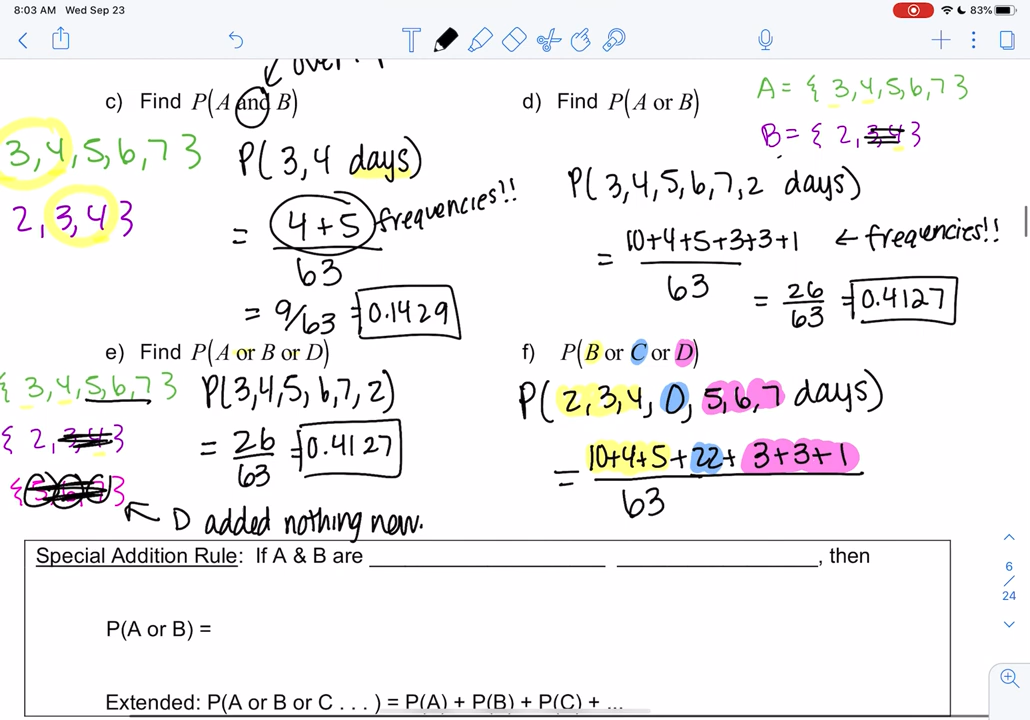 8:03 AM Wed Sep 23
83%
T
c) Find P(A and B)
3, 4, 5, 6, 7 }
2, 3, 4 }
P( 3, 4 days)
= 4+5 frequencies!!
63
= 9/63 = 0.1429
d) Find P(A or B)
A = { 3, 4, 5, 6, 7 }
B = { 2, 3, 4 }
P( 3, 4, 5, 6, 7, 2 days)
= 10+4+5+3+3+1 ← frequencies!!
63
= 26/63 = 0.4127
e) Find P(A or B or D)
{ 3, 4, 5, 6, 7 }
{ 2, 3, 4 }
{ 5, 6, 7 }
P(3, 4, 5, 6, 7, 2)
= 26/63 = 0.4127
D added nothing new.
f) P(B or C or D)
P( 2, 3, 4, 0, 5, 6, 7 days)
= 10+4+5+22+3+3+1
63
Special Addition Rule: If A & B are ____________ ____________, then
P(A or B) =
Extended: P(A or B or C . . . ) = P(A) + P(B) + P(C) + ...
6
/
24